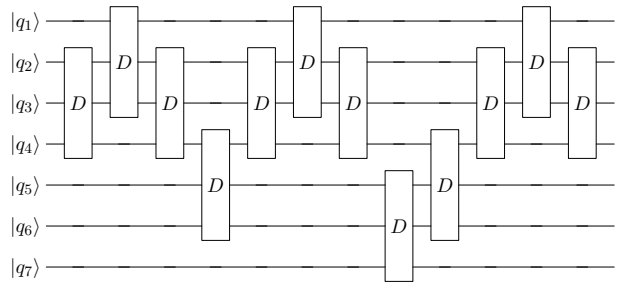 |q₁⟩
|q₂⟩ D D D
|q₃⟩ D D D D D D
|q₄⟩
|q₅⟩ D D
|q₆⟩ D
|q₇⟩